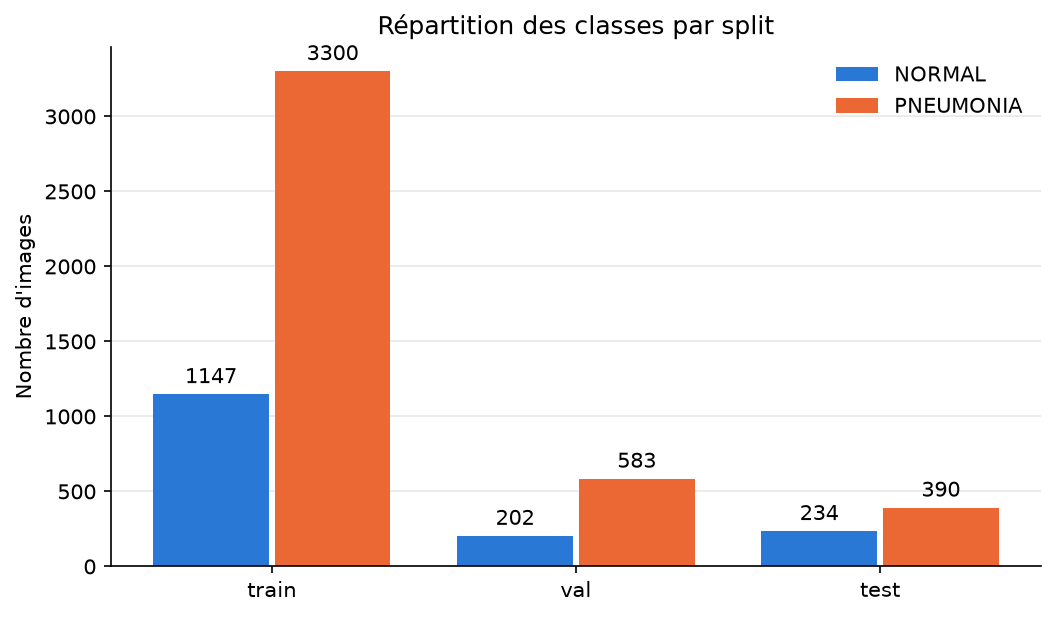 Répartition des classes par split
NORMAL
PNEUMONIA
Nombre d'images
3000
2500
2000
1500
1000
500
0
3300
1147
202
583
234
390
train
val
test